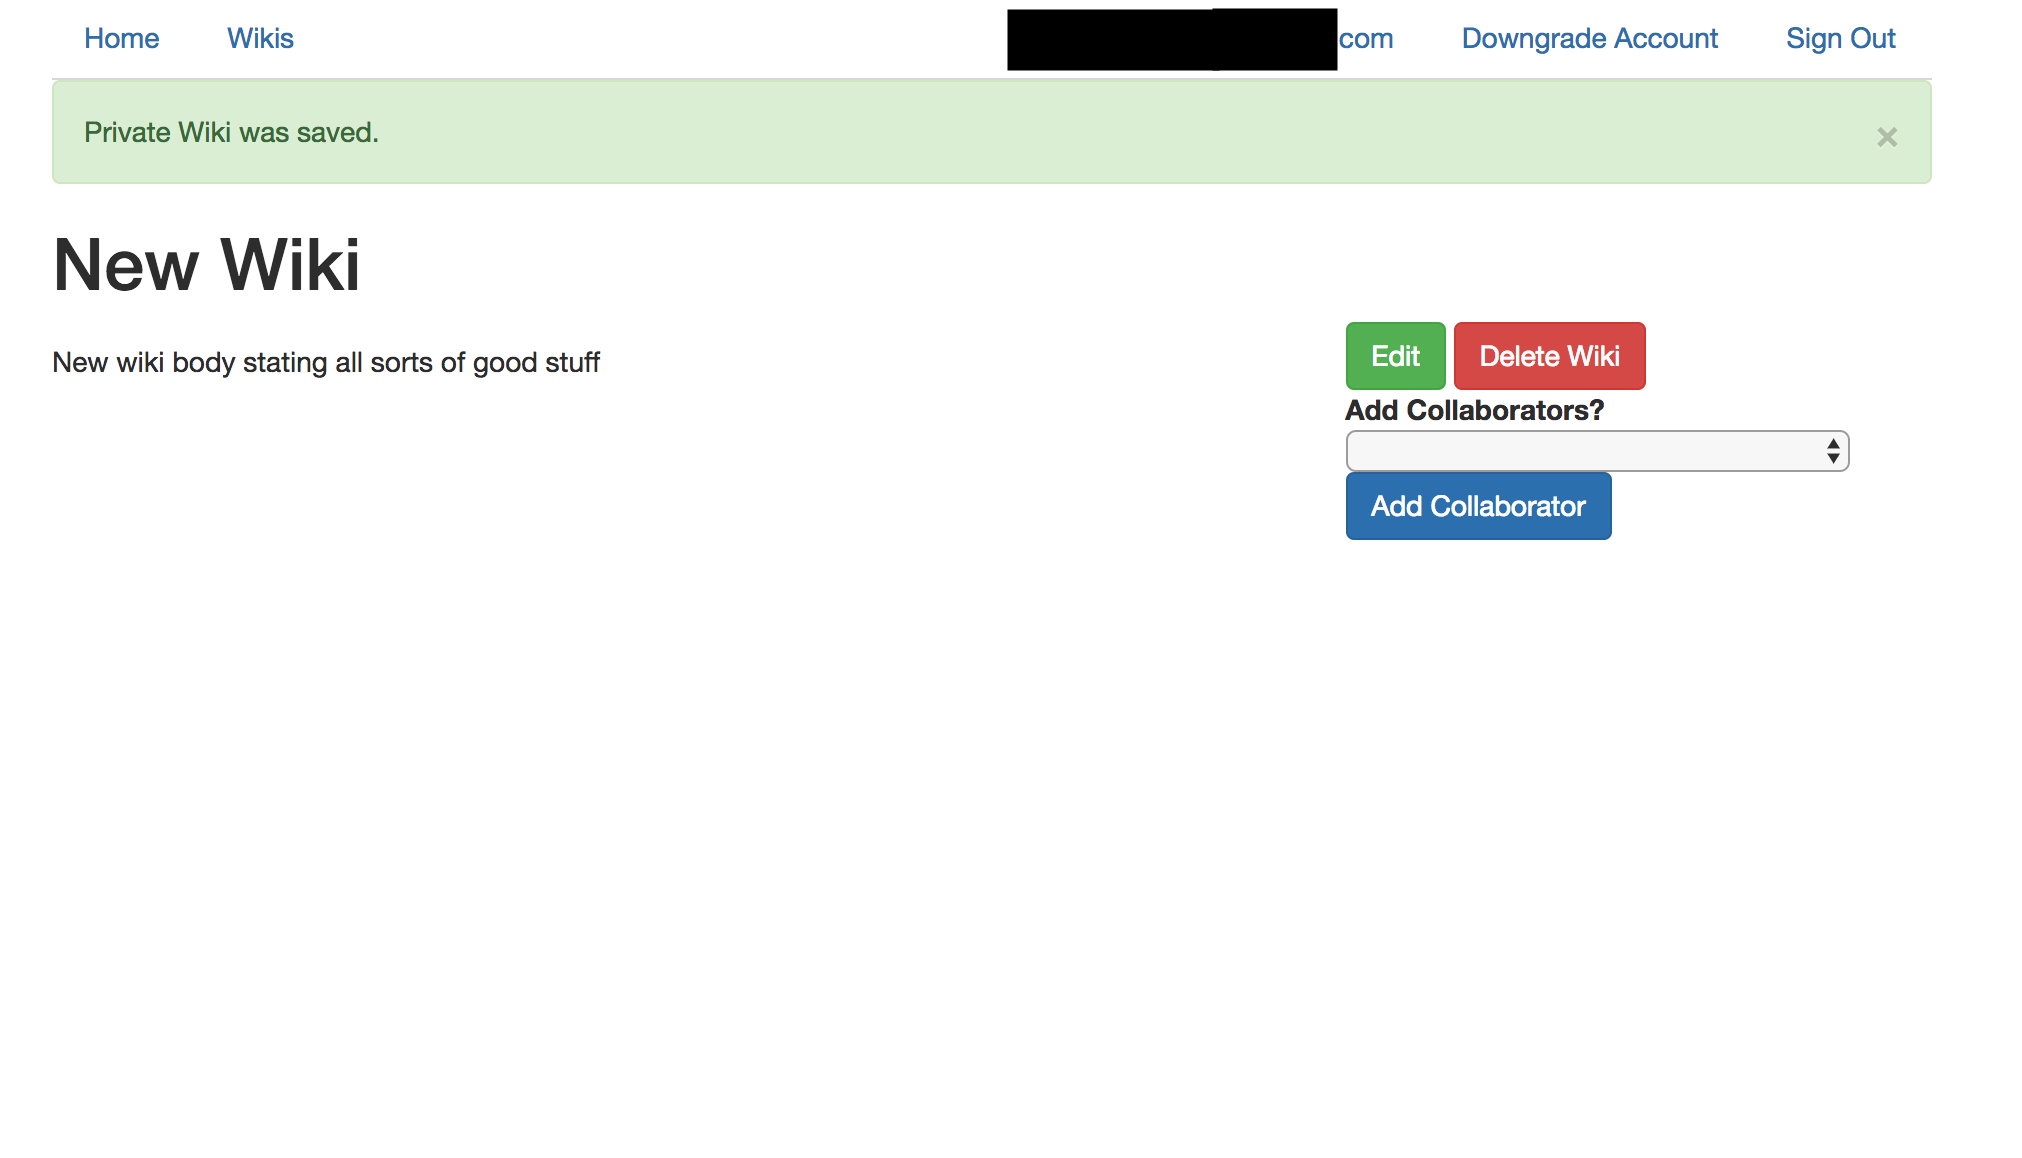 Home Wikis com Downgrade Account Sign Out
Private Wiki was saved. ×
New Wiki
New wiki body stating all sorts of good stuff
Edit Delete Wiki
Add Collaborators?
Add Collaborator